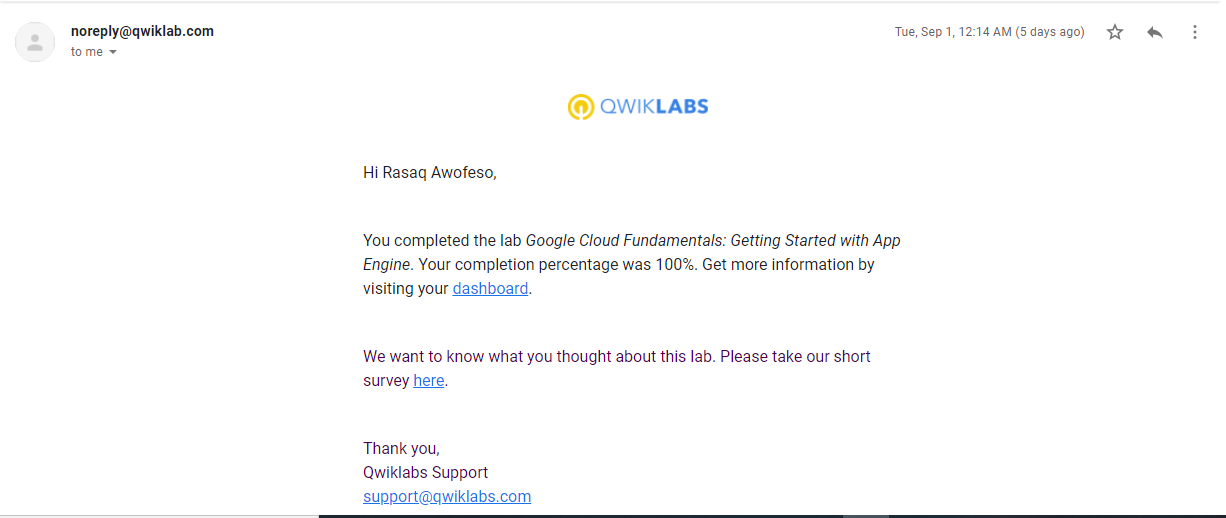 noreply@qwiklab.com
Tue, Sep 1, 12:14 AM (5 days ago)
to me
QWIKLABS
Hi Rasaq Awofeso,
You completed the lab Google Cloud Fundamentals: Getting Started with App
Engine. Your completion percentage was 100%. Get more information by
visiting your dashboard.
We want to know what you thought about this lab. Please take our short
survey here.
Thank you,
Qwiklabs Support
support@qwiklabs.com